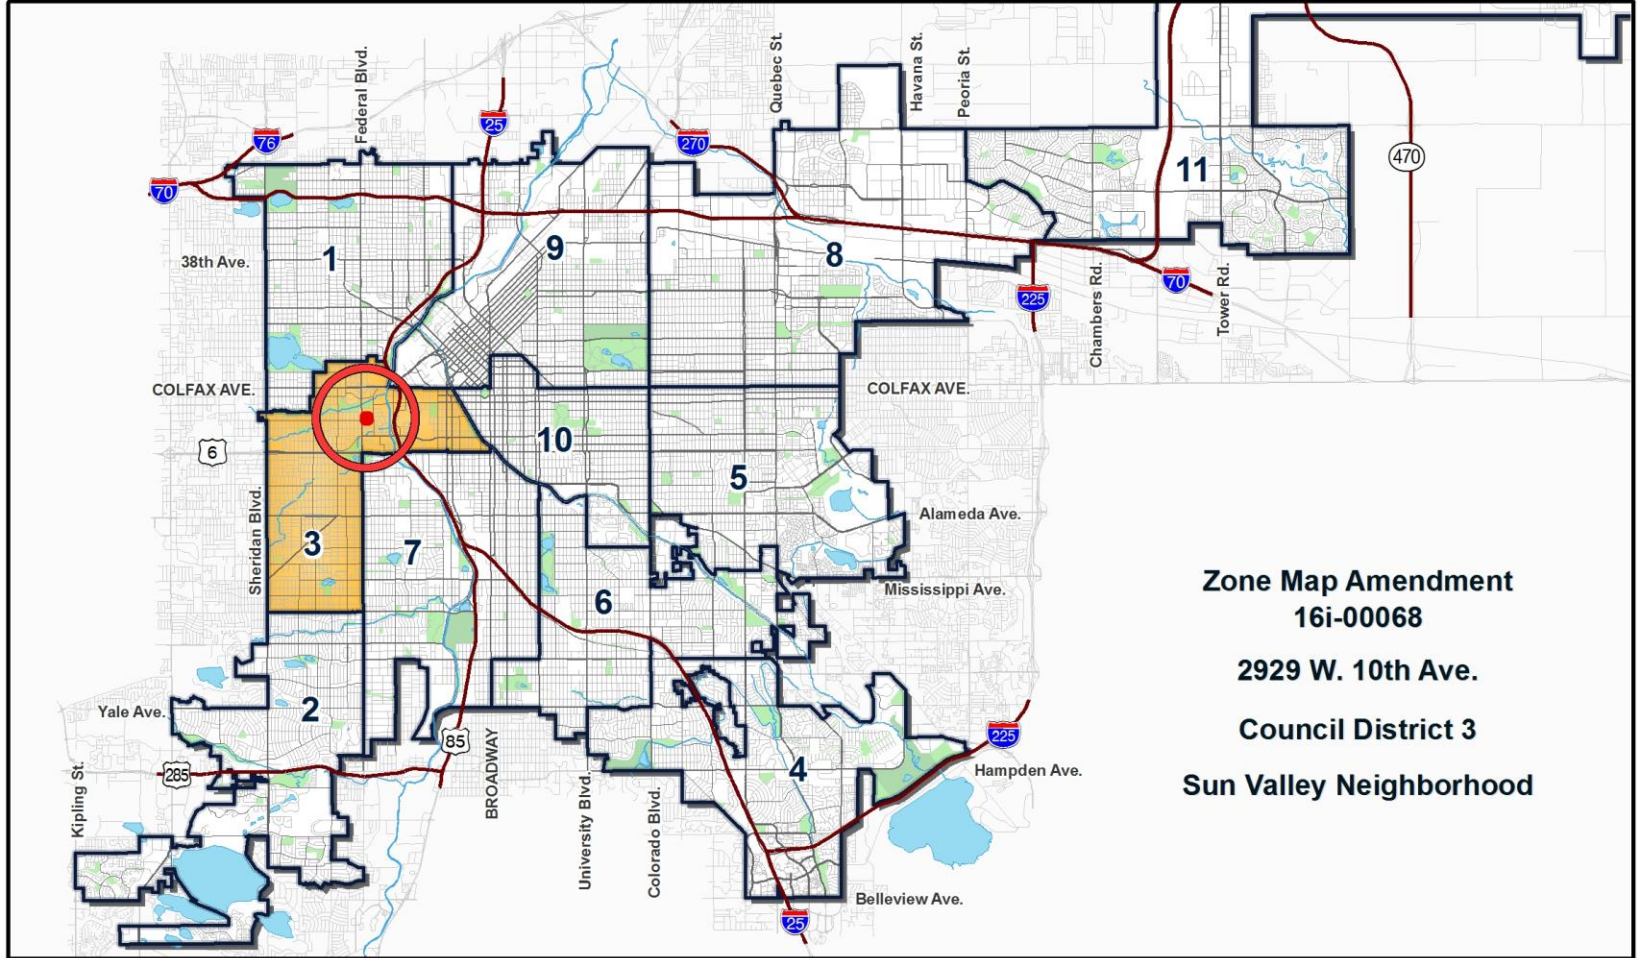 Federal Blvd.
Quebec St.
Havana St.
Peoria St.
76
25
270
70
470
11
1
9
8
38th Ave.
225
70
Chambers Rd.
Tower Rd.
COLFAX AVE.
COLFAX AVE.
6
10
5
Sheridan Blvd.
3
7
Alameda Ave.
Mississippi Ave.
6
Zone Map Amendment
16i-00068
2929 W. 10th Ave.
Council District 3
Sun Valley Neighborhood
Yale Ave.
2
85
225
285
Kipling St.
BROADWAY
University Blvd.
Colorado Blvd.
4
Hampden Ave.
Belleview Ave.
25